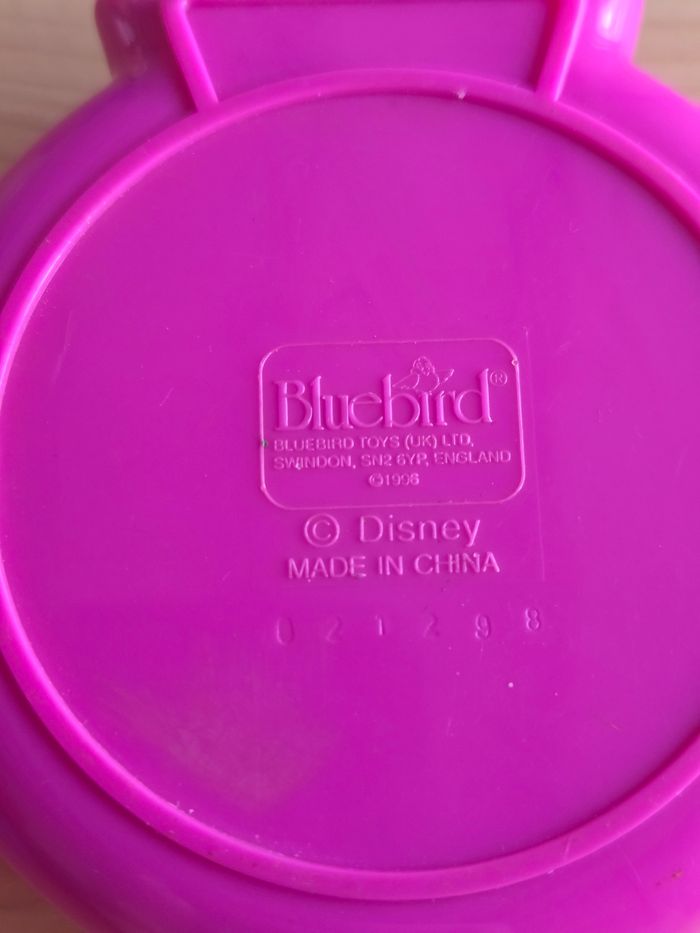 Bluebird®
BLUEBIRD TOYS (UK) LTD,
SWINDON, SN2 6YP, ENGLAND
©1996
© Disney
MADE IN CHINA
021298